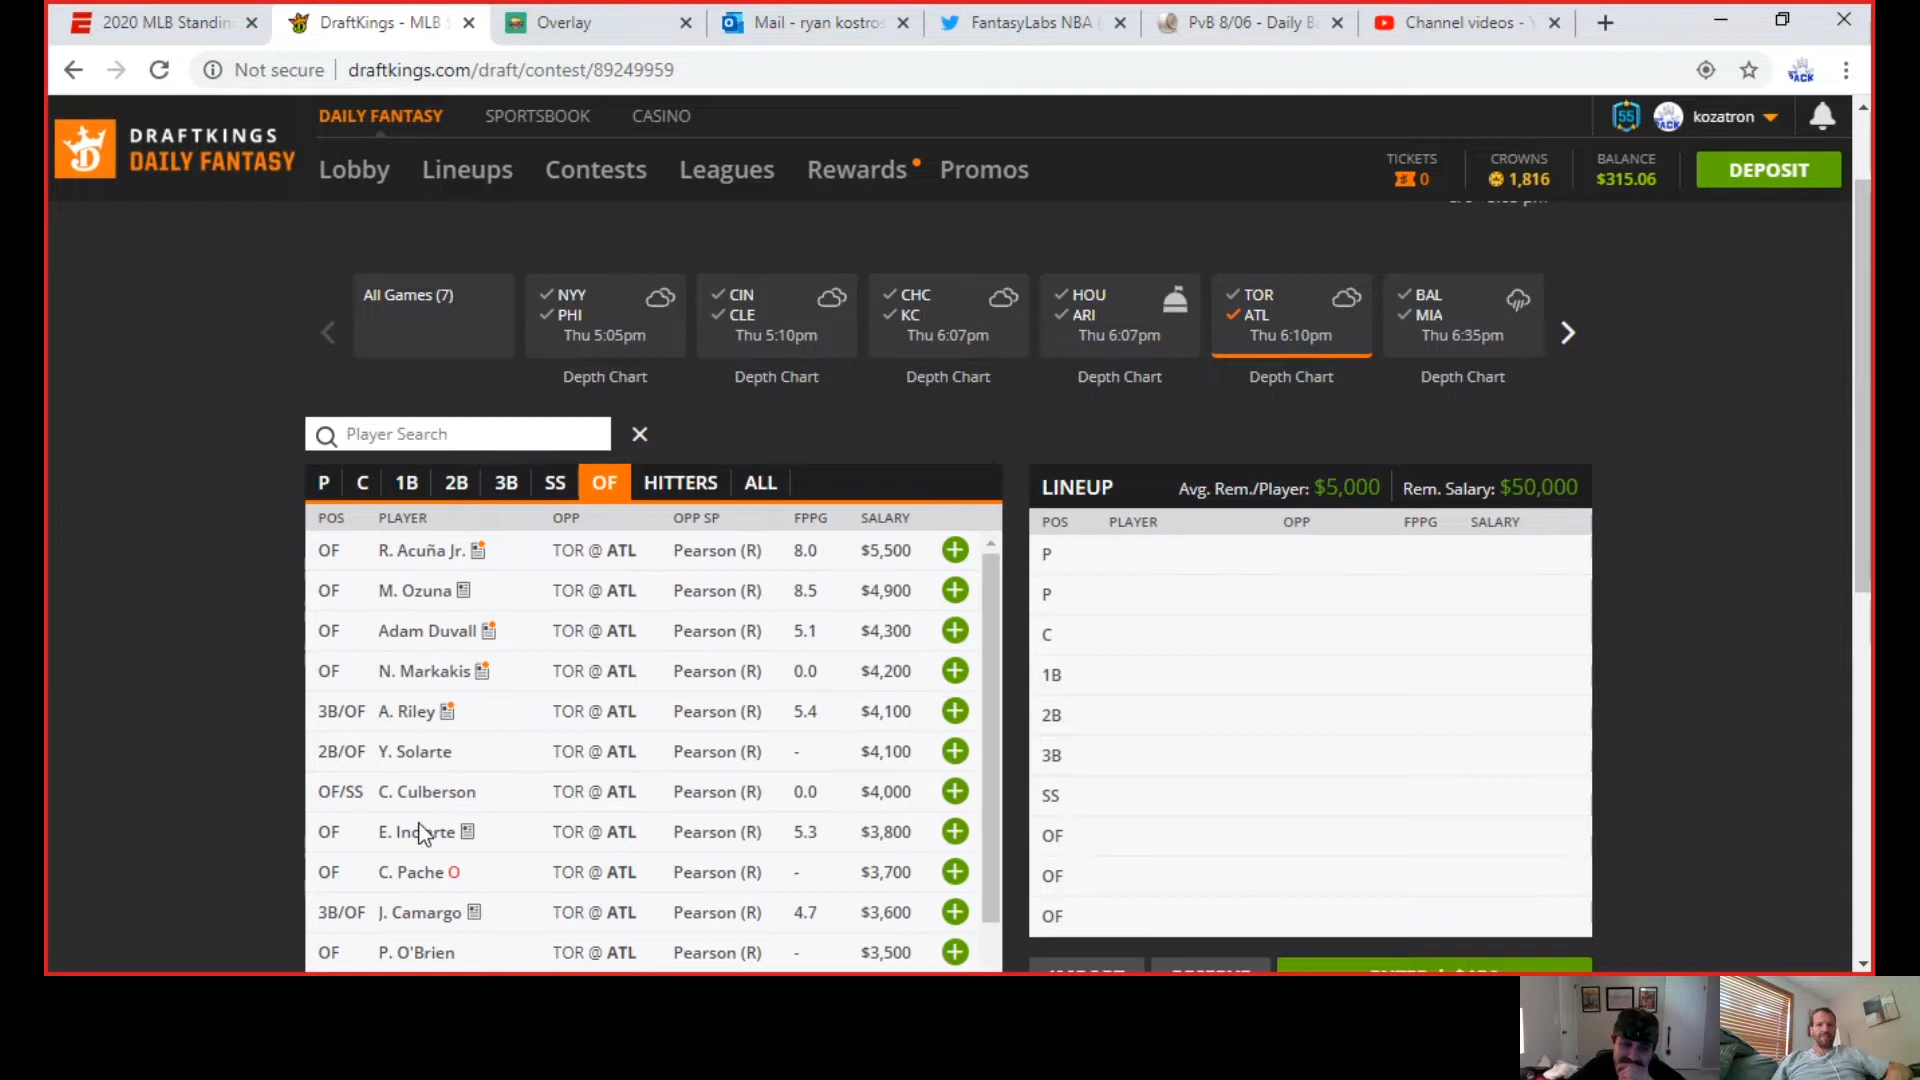 2020 MLB Standin
DraftKings - MLB
Overlay
Mail - ryan kostros
FantasyLabs NBA
PvB 8/06 - Daily B
Channel videos -
Not secure
draftkings.com/draft/contest/89249959
DRAFTKINGS
DAILY FANTASY
DAILY FANTASY SPORTSBOOK CASINO
55 kozatron
Lobby Lineups Contests Leagues Rewards Promos
TICKETS CROWNS BALANCE
0 1,816 $315.06
DEPOSIT
All Games (7)
NYY
PHI
Thu 5:05pm
Depth Chart
CIN
CLE
Thu 5:10pm
Depth Chart
CHC
KC
Thu 6:07pm
Depth Chart
HOU
ARI
Thu 6:07pm
Depth Chart
TOR
ATL
Thu 6:10pm
Depth Chart
BAL
MIA
Thu 6:35pm
Depth Chart
Player Search
P C 1B 2B 3B SS OF HITTERS ALL
POS PLAYER OPP OPP SP FPPG SALARY
OF R. Acuña Jr. TOR @ ATL Pearson (R) 8.0 $5,500
OF M. Ozuna TOR @ ATL Pearson (R) 8.5 $4,900
OF Adam Duvall TOR @ ATL Pearson (R) 5.1 $4,300
OF N. Markakis TOR @ ATL Pearson (R) 0.0 $4,200
3B/OF A. Riley TOR @ ATL Pearson (R) 5.4 $4,100
2B/OF Y. Solarte TOR @ ATL Pearson (R) - $4,100
OF/SS C. Culberson TOR @ ATL Pearson (R) 0.0 $4,000
OF E. TOR @ ATL Pearson (R) 5.3 $3,800
OF C. Pache O TOR @ ATL Pearson (R) - $3,700
3B/OF J. Camargo TOR @ ATL Pearson (R) 4.7 $3,600
OF P. O'Brien TOR @ ATL Pearson (R) - $3,500
LINEUP Avg. Rem./Player: $5,000 Rem. Salary: $50,000
POS PLAYER OPP FPPG SALARY
P
P
C
1B
2B
3B
SS
OF
OF
OF